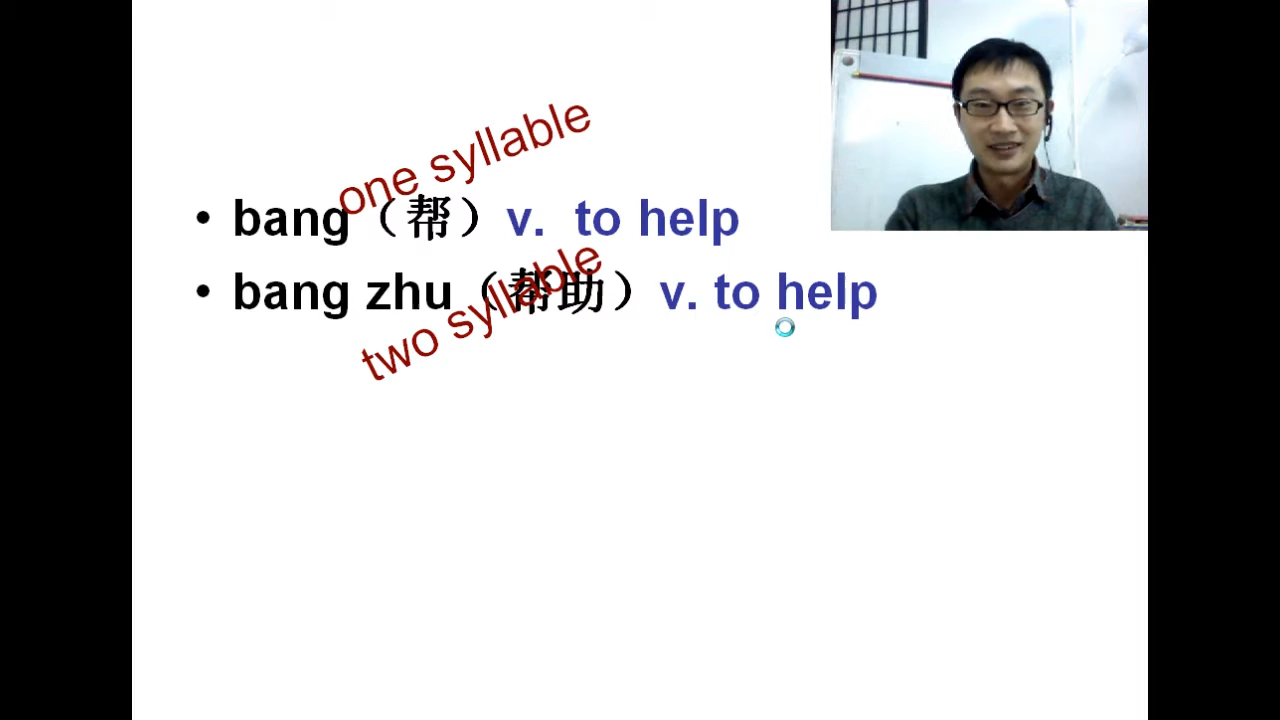 one syllable
• bang（帮）v. to help
two syllable
• bang zhu（帮助）v. to help